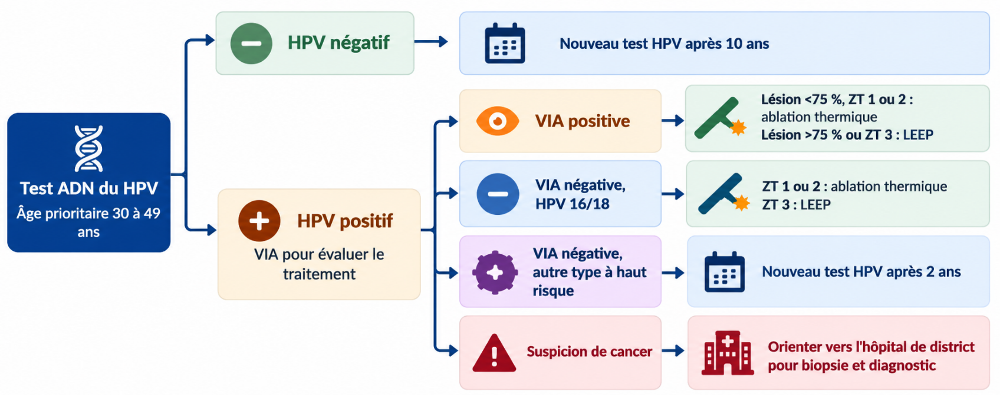 HPV négatif
Nouveau test HPV après 10 ans
Test ADN du HPV
Âge prioritaire 30 à 49
ans
HPV positif
VIA pour évaluer le
traitement
VIA positive
Lésion <75 %, ZT 1 ou 2 :
ablation thermique
Lésion >75 % ou ZT 3 : LEEP
VIA négative,
HPV 16/18
ZT 1 ou 2 : ablation thermique
ZT 3 : LEEP
VIA négative,
autre type à haut
risque
Nouveau test HPV après 2 ans
Suspicion de cancer
Orienter vers l'hôpital de district
pour biopsie et diagnostic